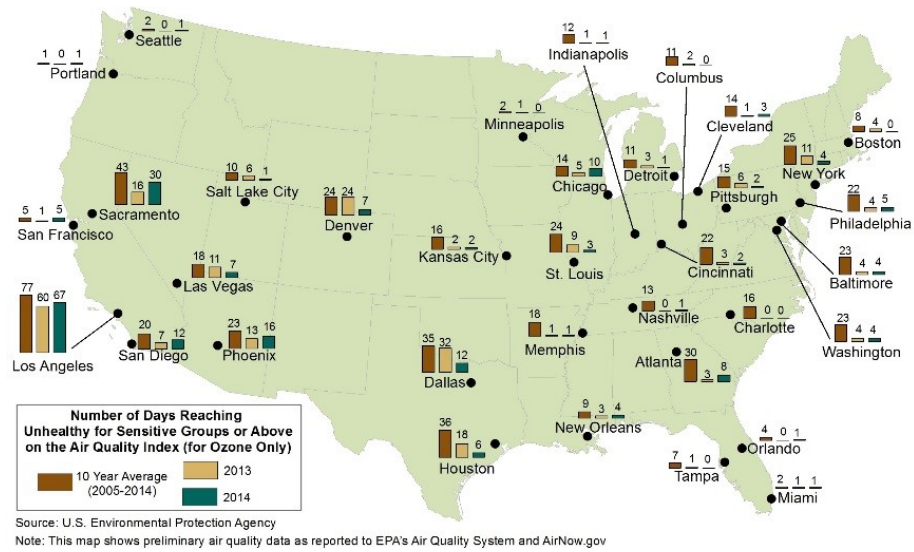 2 0 1
Seattle
1 0 1
Portland
12 1 1
Indianapolis
11 2 0
Columbus
2 1 0
Minneapolis
14 1 3
Cleveland
8 4 0
Boston
25 11 4
New York
43 16 30
Sacramento
10 6 1
Salt Lake City
24 24 7
Denver
14 5 10
Chicago
11 3 1
Detroit
15 6 2
Pittsburgh
22 4 5
Philadelphia
5 1 5
San Francisco
16 2 2
Kansas City
24 9 3
St. Louis
22 3 2
Cincinnati
23 4 4
Baltimore
18 11 7
Las Vegas
77 60 67
Los Angeles
20 7 12
San Diego
23 13 16
Phoenix
18 1 1
Memphis
13 0 1
Nashville
16 0 0
Charlotte
23 4 4
Washington
35 32 12
Dallas
Atlanta
30 3 8
36 18 6
Houston
9 3 4
New Orleans
4 0 1
Orlando
7 1 0
Tampa
2 1 1
Miami
Number of Days Reaching
Unhealthy for Sensitive Groups or Above
on the Air Quality Index (for Ozone Only)
10 Year Average
(2005-2014)
2013
2014
Source: U.S. Environmental Protection Agency
Note: This map shows preliminary air quality data as reported to EPA's Air Quality System and AirNow.gov